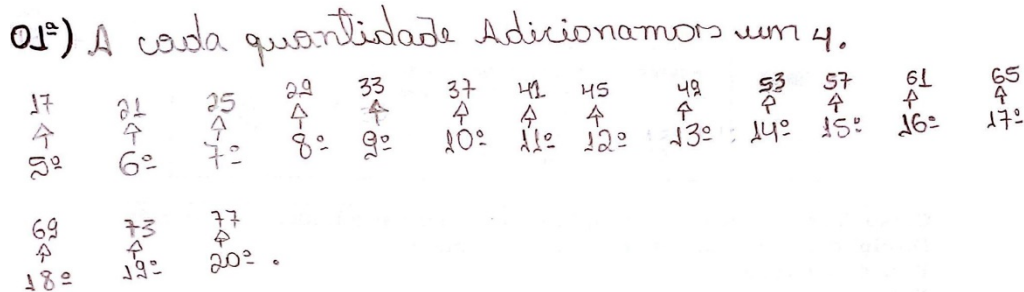 01ª) A cada quantidade Adicionamos um 4.
17 21 25 29 33 37 41 45 49 53 57 61 65
↑ ↑ ↑ ↑ ↑ ↑ ↑ ↑ ↑ ↑ ↑ ↑ ↑
5º 6º 7º 8º 9º 10º 11º 12º 13º 14º 15º 16º 17º
69 73 77
↑ ↑ ↑
18º 19º 20º .